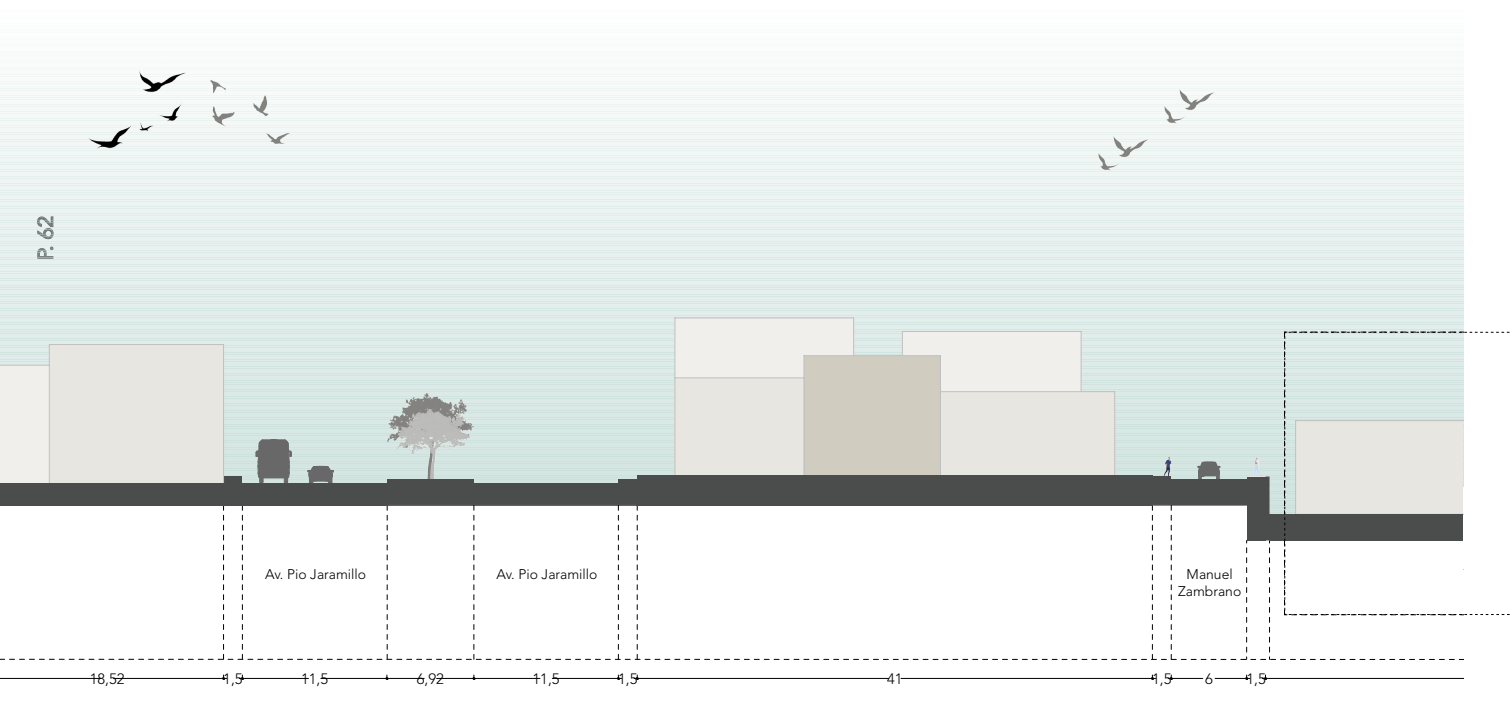 P. 62
Av. Pio Jaramillo
Av. Pio Jaramillo
Manuel
Zambrano
18,52 1,5 11,5 6,92 11,5 1,5 41 1,5 6 1,5